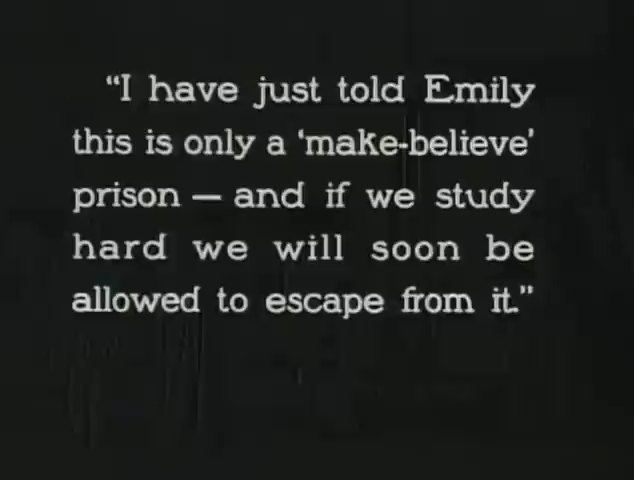 “I have just told Emily
this is only a ‘make-believe’
prison — and if we study
hard we will soon be
allowed to escape from it.”